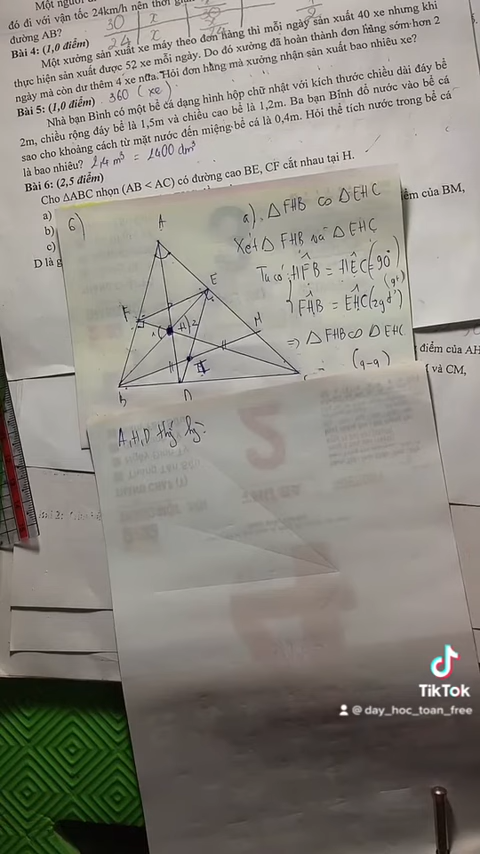 Một người
đó đi với vận tốc 24km/h nên thời
đường AB?
30 x
24 x
Bài 4: (1,0 điểm)
Một xưởng sản xuất xe máy theo đơn hàng thì mỗi ngày sản xuất 40 xe nhưng khi
thực hiện sản xuất được 52 xe mỗi ngày. Do đó xưởng đã hoàn thành đơn hàng sớm hơn 2
ngày mà còn dư thêm 4 xe nữa. Hỏi đơn hàng mà xưởng nhận sản xuất bao nhiêu xe?
Bài 5: (1,0 điểm) 360 (xe)
Nhà bạn Bình có một bể cá dạng hình hộp chữ nhật với kích thước chiều dài đáy bể
2m, chiều rộng đáy bể là 1,5m và chiều cao bể là 1,2m. Ba bạn Bình đổ nước vào bể cá
sao cho khoảng cách từ mặt nước đến miệng bể cá là 0,4m. Hỏi thể tích nước trong bể cá
là bao nhiêu? 2,4 m³ = 2400 dm³
Bài 6: (2,5 điểm)
Cho ΔABC nhọn (AB < AC) có đường cao BE, CF cắt nhau tại H.
a)
b)
c)
D là g
ểm của BM,
điểm của AH
và CM,
6)
a), Δ FHB ∽ Δ EHC
Xét Δ FHB và Δ EHC
Ta có: HFB = HEC (= 90°)
FHB = EHC (2gđđ)
(gt)
=> Δ FHB ∽ Δ EHC
(g-g)
A
E
F
M
H
I
B
D
A, H, D thẳng hàng
TikTok
@day_hoc_toan_free